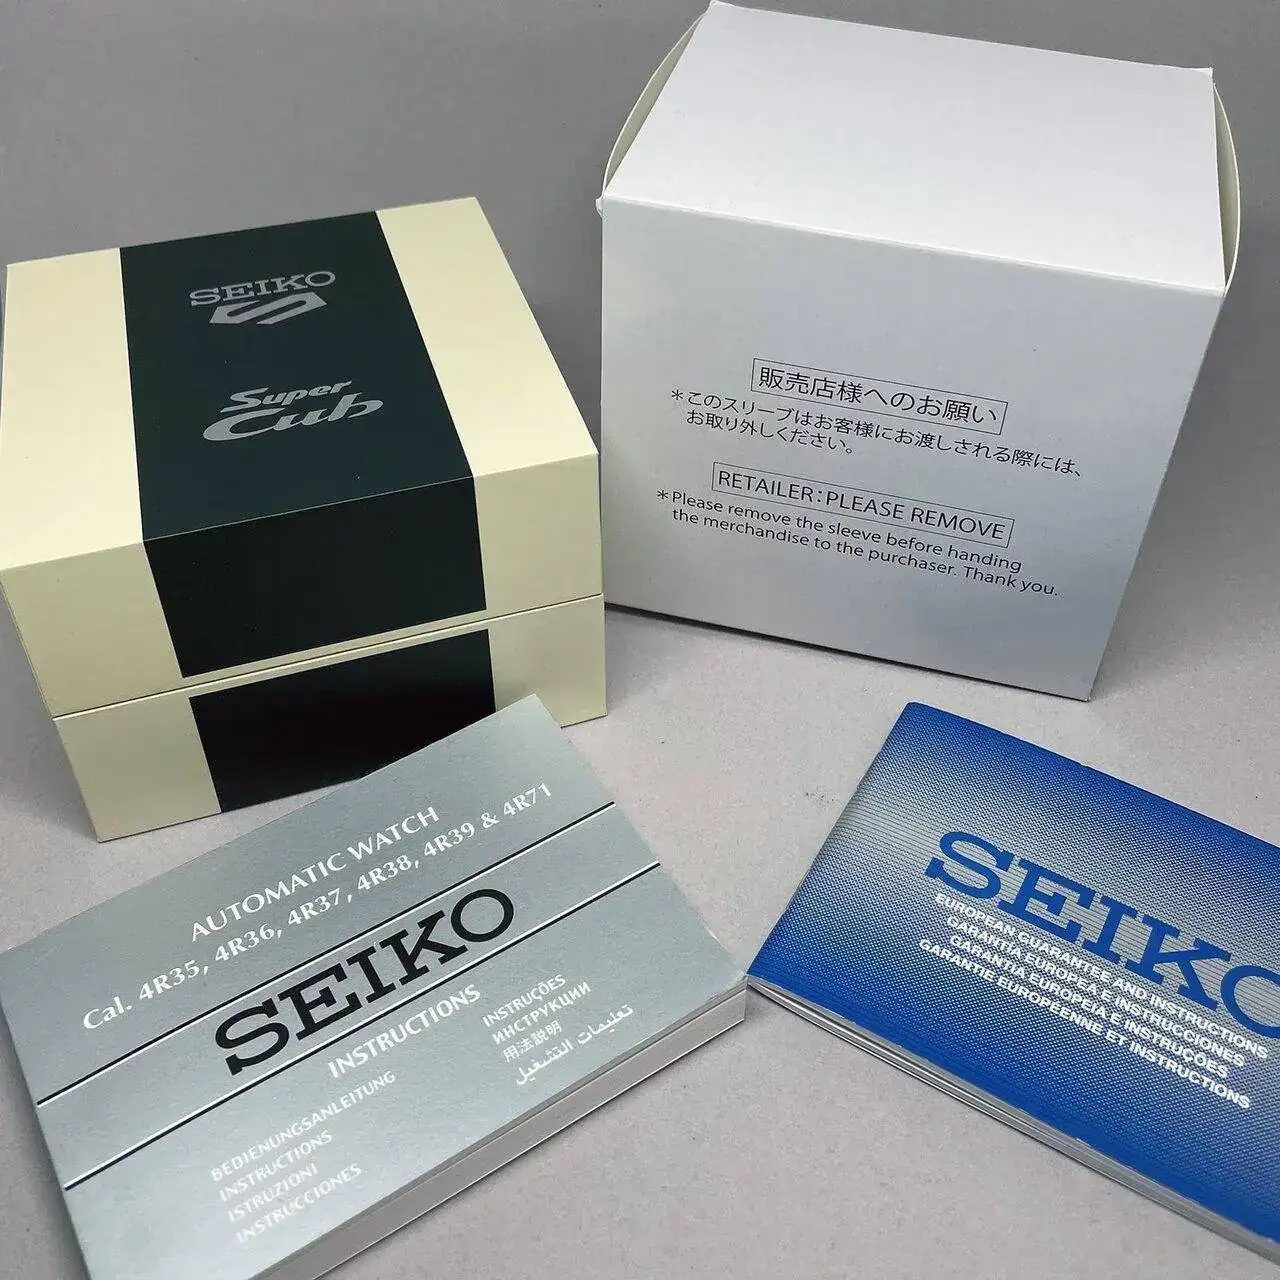 SEIKO
Super
Cub
販売店様へのお願い
＊このスリーブはお客様にお渡しされる際には、
お取り外しください。
RETAILER:PLEASE REMOVE
＊Please remove the sleeve before handing
the merchandise to the purchaser. Thank you.
AUTOMATIC WATCH
Cal. 4R35, 4R36, 4R37, 4R38, 4R39 & 4R71
SEIKO
INSTRUCTIONS
BEDIENUNGSANLEITUNG
INSTRUCTIONS
ISTRUZIONI
INSTRUCCIONES
INSTRUÇÕES
ИНСТРУКЦИИ
用法説明
تعليمات التشغيل
SEIKO
EUROPEAN GUARANTEE AND INSTRUCTIONS
GARANTÍA EUROPEA E INSTRUCCIONES
GARANTIA EUROPEIA E INSTRUÇÕES
GARANTIE EUROPÉENNE ET INSTRUCTIONS